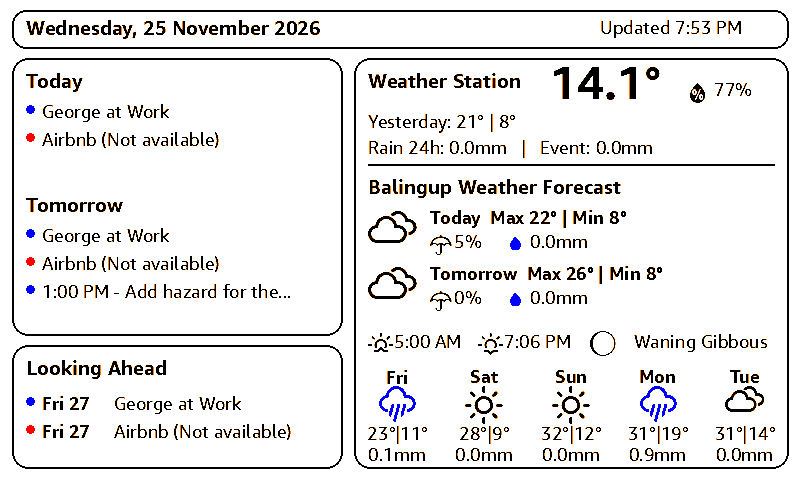 Wednesday, 25 November 2026
Updated 7:53 PM
Today
George at Work
Airbnb (Not available)
Tomorrow
George at Work
Airbnb (Not available)
1:00 PM - Add hazard for the...
Looking Ahead
Fri 27 George at Work
Fri 27 Airbnb (Not available)
Weather Station 14.1° 77%
Yesterday: 21° | 8°
Rain 24h: 0.0mm | Event: 0.0mm
Balingup Weather Forecast
Today Max 22° | Min 8°
5% 0.0mm
Tomorrow Max 26° | Min 8°
0% 0.0mm
5:00 AM 7:06 PM Waning Gibbous
Fri Sat Sun Mon Tue
23°|11° 28°|9° 32°|12° 31°|19° 31°|14°
0.1mm 0.0mm 0.0mm 0.9mm 0.0mm